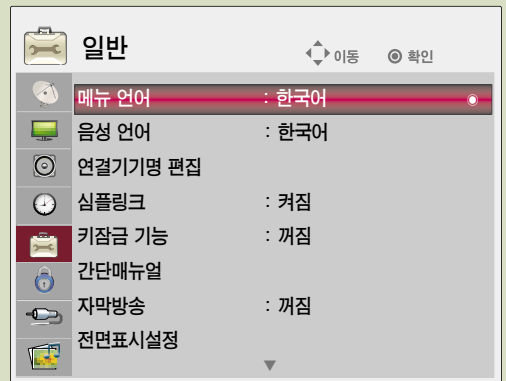 일반
이동 확인
메뉴 언어 : 한국어
음성 언어 : 한국어
연결기기명 편집
심플링크 : 켜짐
키잠금 기능 : 꺼짐
간단매뉴얼
자막방송 : 꺼짐
전면표시설정